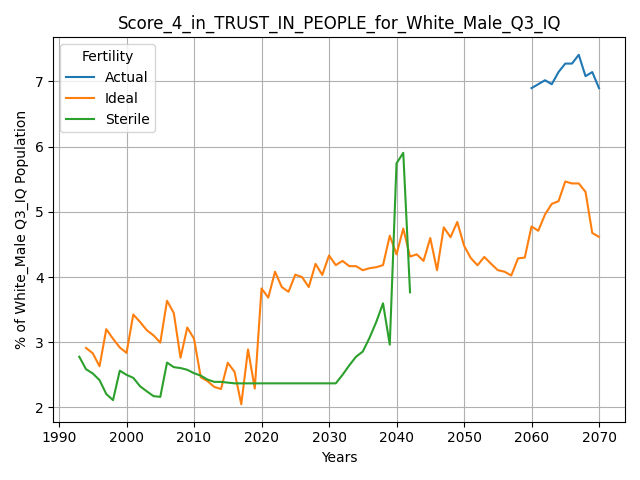 Score_4_in_TRUST_IN_PEOPLE_for_White_Male_Q3_IQ
Fertility
Actual
Ideal
Sterile
% of White_Male Q3_IQ Population
7
6
5
4
3
2
1990 2000 2010 2020 2030 2040 2050 2060 2070
Years